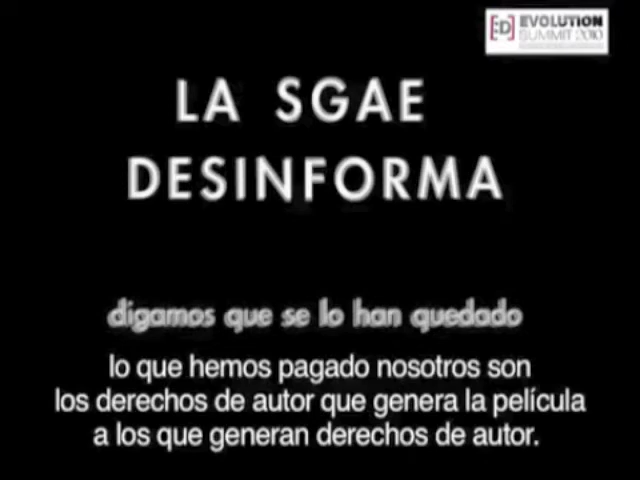 [E:D] EVOLUTION
SUMMIT 2010
LA SGAE
DESINFORMA
digamos que se lo han quedado
lo que hemos pagado nosotros son
los derechos de autor que genera la película
a los que generan derechos de autor.